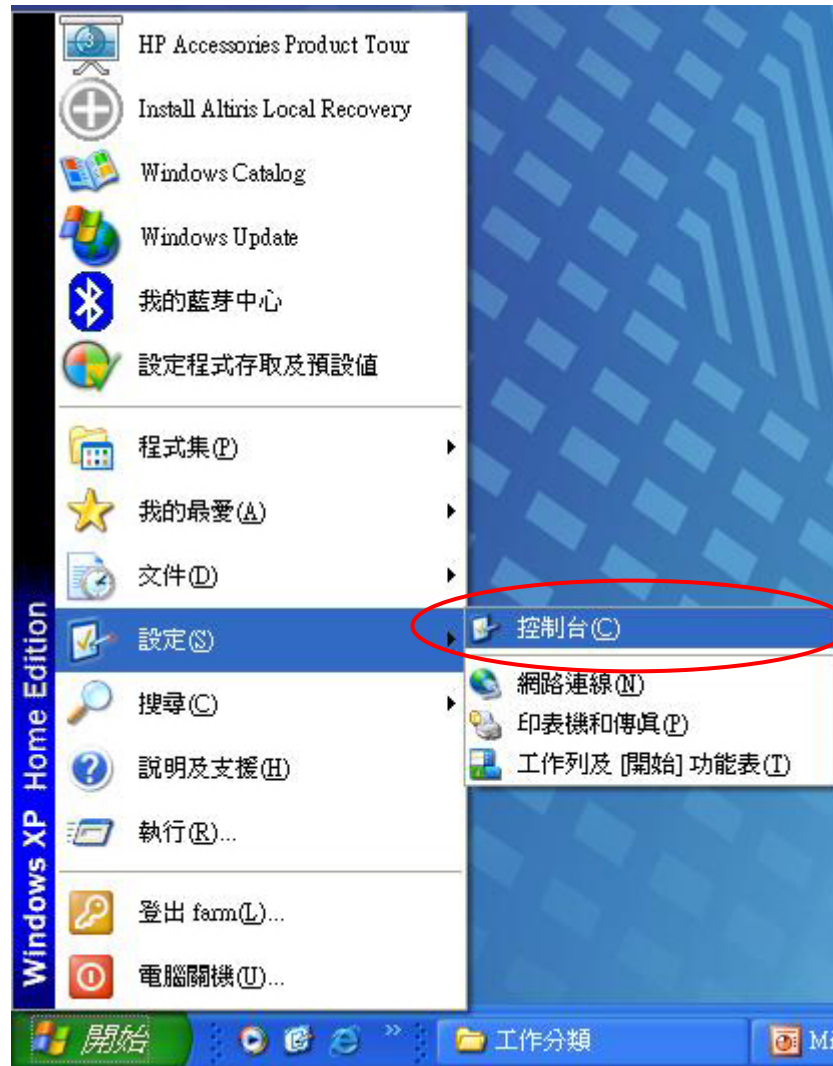 HP Accessories Product Tour
Install Altiris Local Recovery
Windows Catalog
Windows Update
我的藍芽中心
設定程式存取及預設值
程式集(P)
我的最愛(A)
文件(D)
設定(S)
搜尋(C)
說明及支援(H)
執行(R)...
登出 farm(L)...
電腦關機(U)...
Windows XP Home Edition
控制台(C)
網路連線(N)
印表機和傳真(P)
工作列及 [開始] 功能表(T)
開始
工作分類